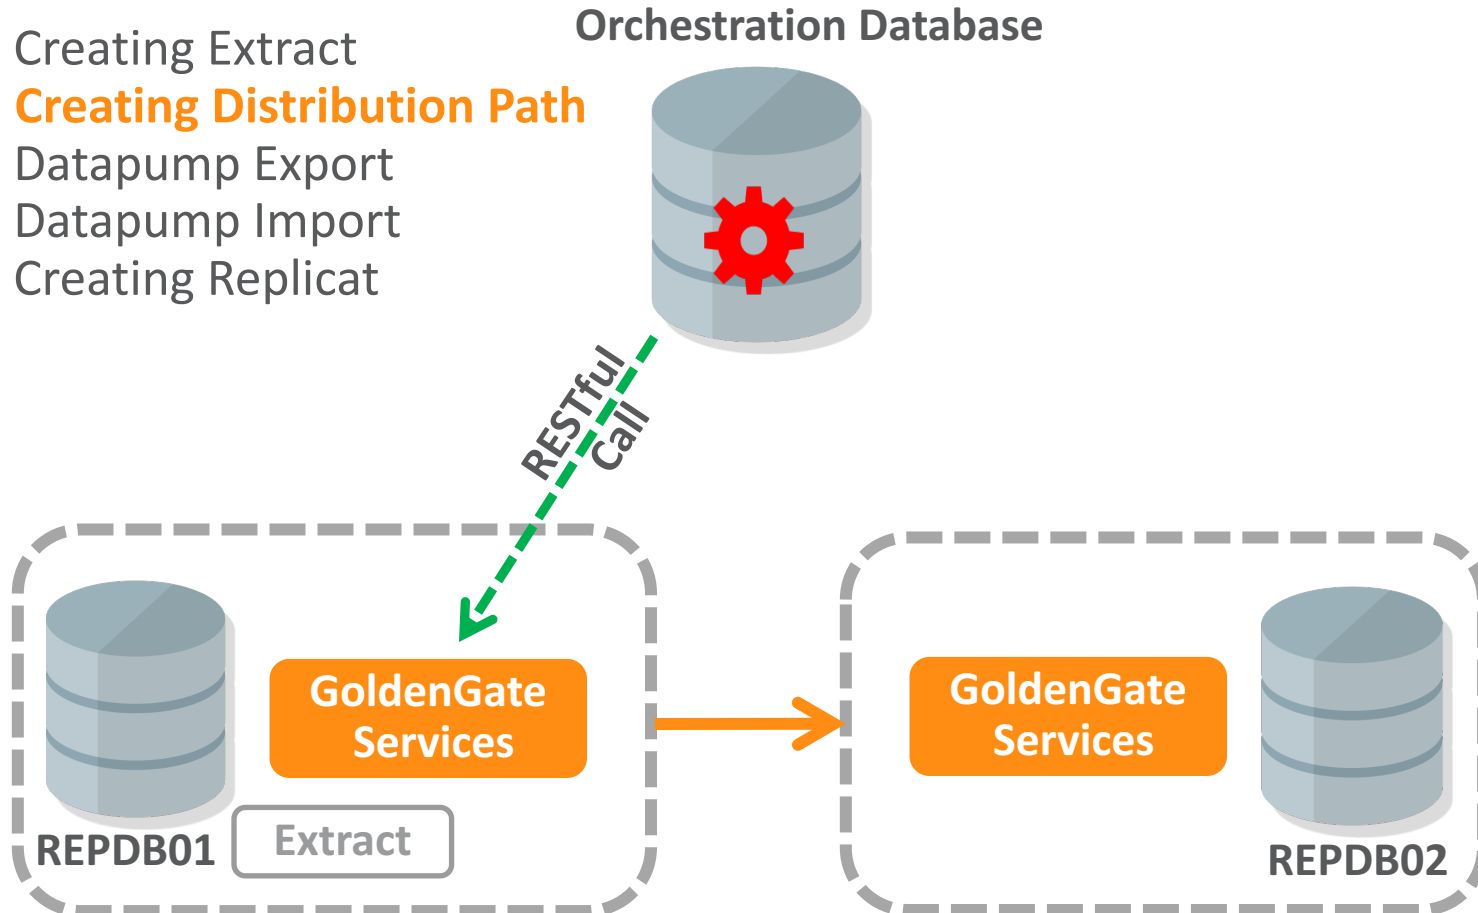 Orchestration Database
Creating Extract
Creating Distribution Path
Datapump Export
Datapump Import
Creating Replicat
RESTful
Call
GoldenGate
Services
REPDB01
Extract
GoldenGate
Services
REPDB02